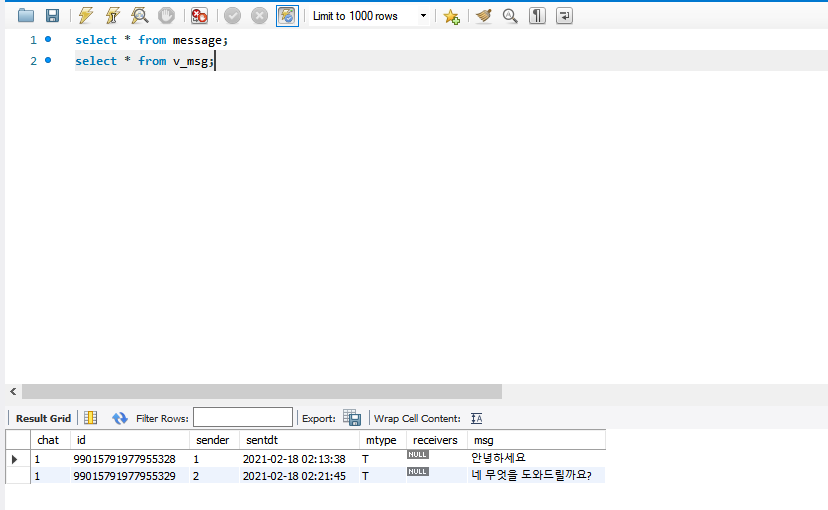 Limit to 1000 rows
1 select * from message;
2 select * from v_msg;
Result Grid Filter Rows: Export: Wrap Cell Content: IA
chat id sender sentdt mtype receivers msg
1 99015791977955328 1 2021-02-18 02:13:38 T NULL 안녕하세요
1 99015791977955329 2 2021-02-18 02:21:45 T NULL 네 무엇을 도와드릴까요?